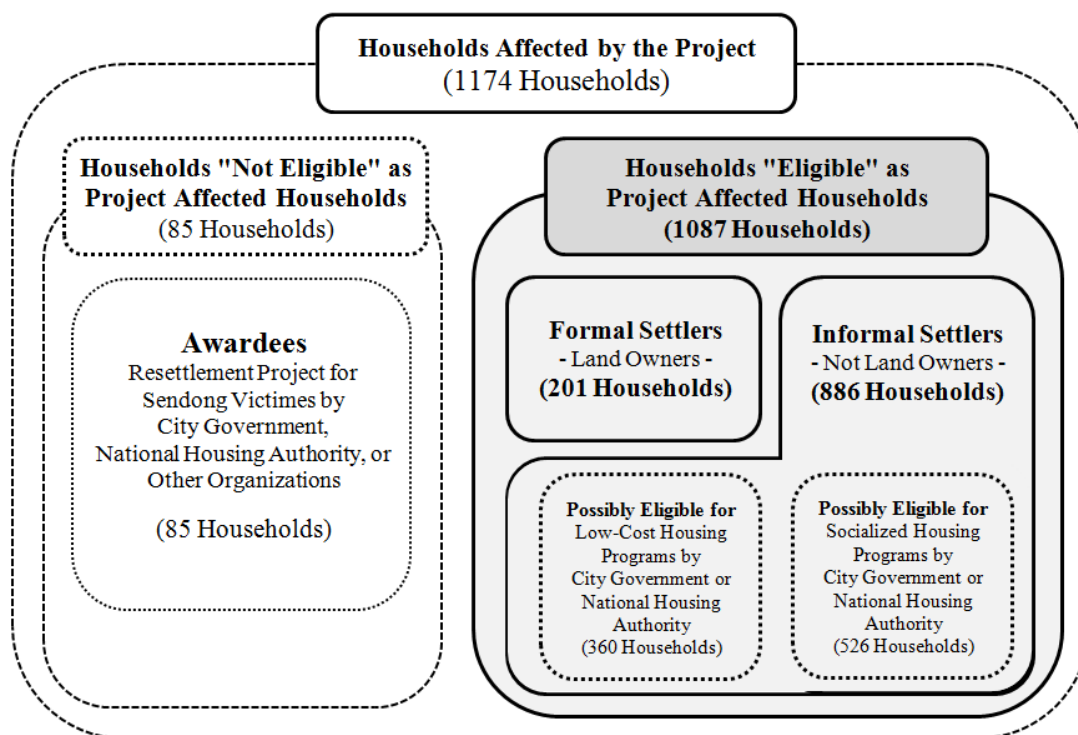 Households Affected by the Project
(1174 Households)
Households "Not Eligible" as
Project Affected Households
(85 Households)
Awardees
Resettlement Project for
Sendong Victimes by
City Government,
National Housing Authority, or
Other Organizations
(85 Households)
Households "Eligible" as
Project Affected Households
(1087 Households)
Formal Settlers
- Land Owners -
(201 Households)
Informal Settlers
- Not Land Owners -
(886 Households)
Possibly Eligible for
Low-Cost Housing
Programs by
City Government or
National Housing
Authority
(360 Households)
Possibly Eligible for
Socialized Housing
Programs by
City Government or
National Housing
Authority
(526 Households)